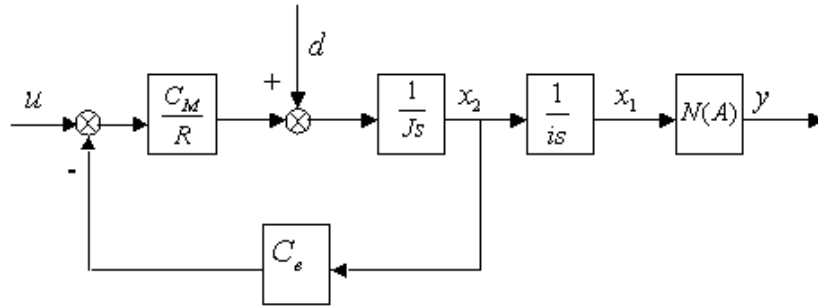 d
+
u
C_M / R
1 / Js
x_2
1 / is
x_1
N(A)
y
-
C_e